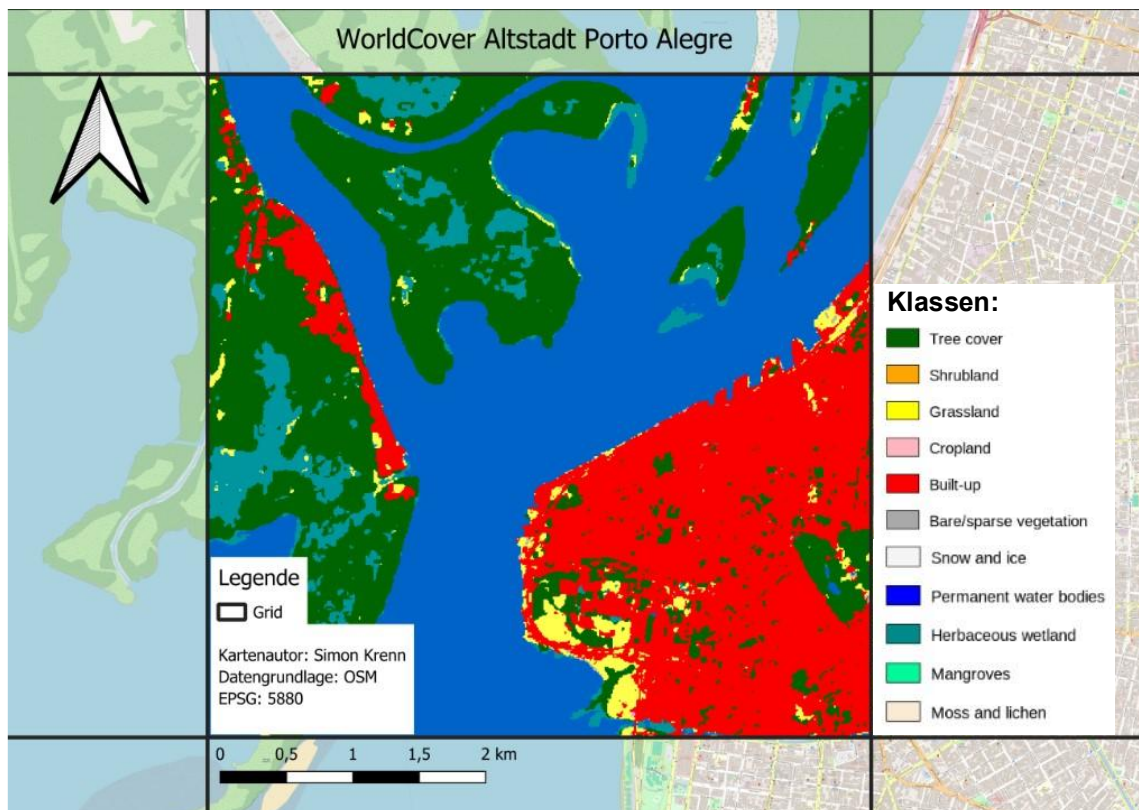 WorldCover Altstadt Porto Alegre
Klassen:
Tree cover
Shrubland
Grassland
Cropland
Built-up
Bare/sparse vegetation
Snow and ice
Permanent water bodies
Herbaceous wetland
Mangroves
Moss and lichen
Legende
Grid
Kartenautor: Simon Krenn
Datengrundlage: OSM
EPSG: 5880
0 0,5 1 1,5 2 km